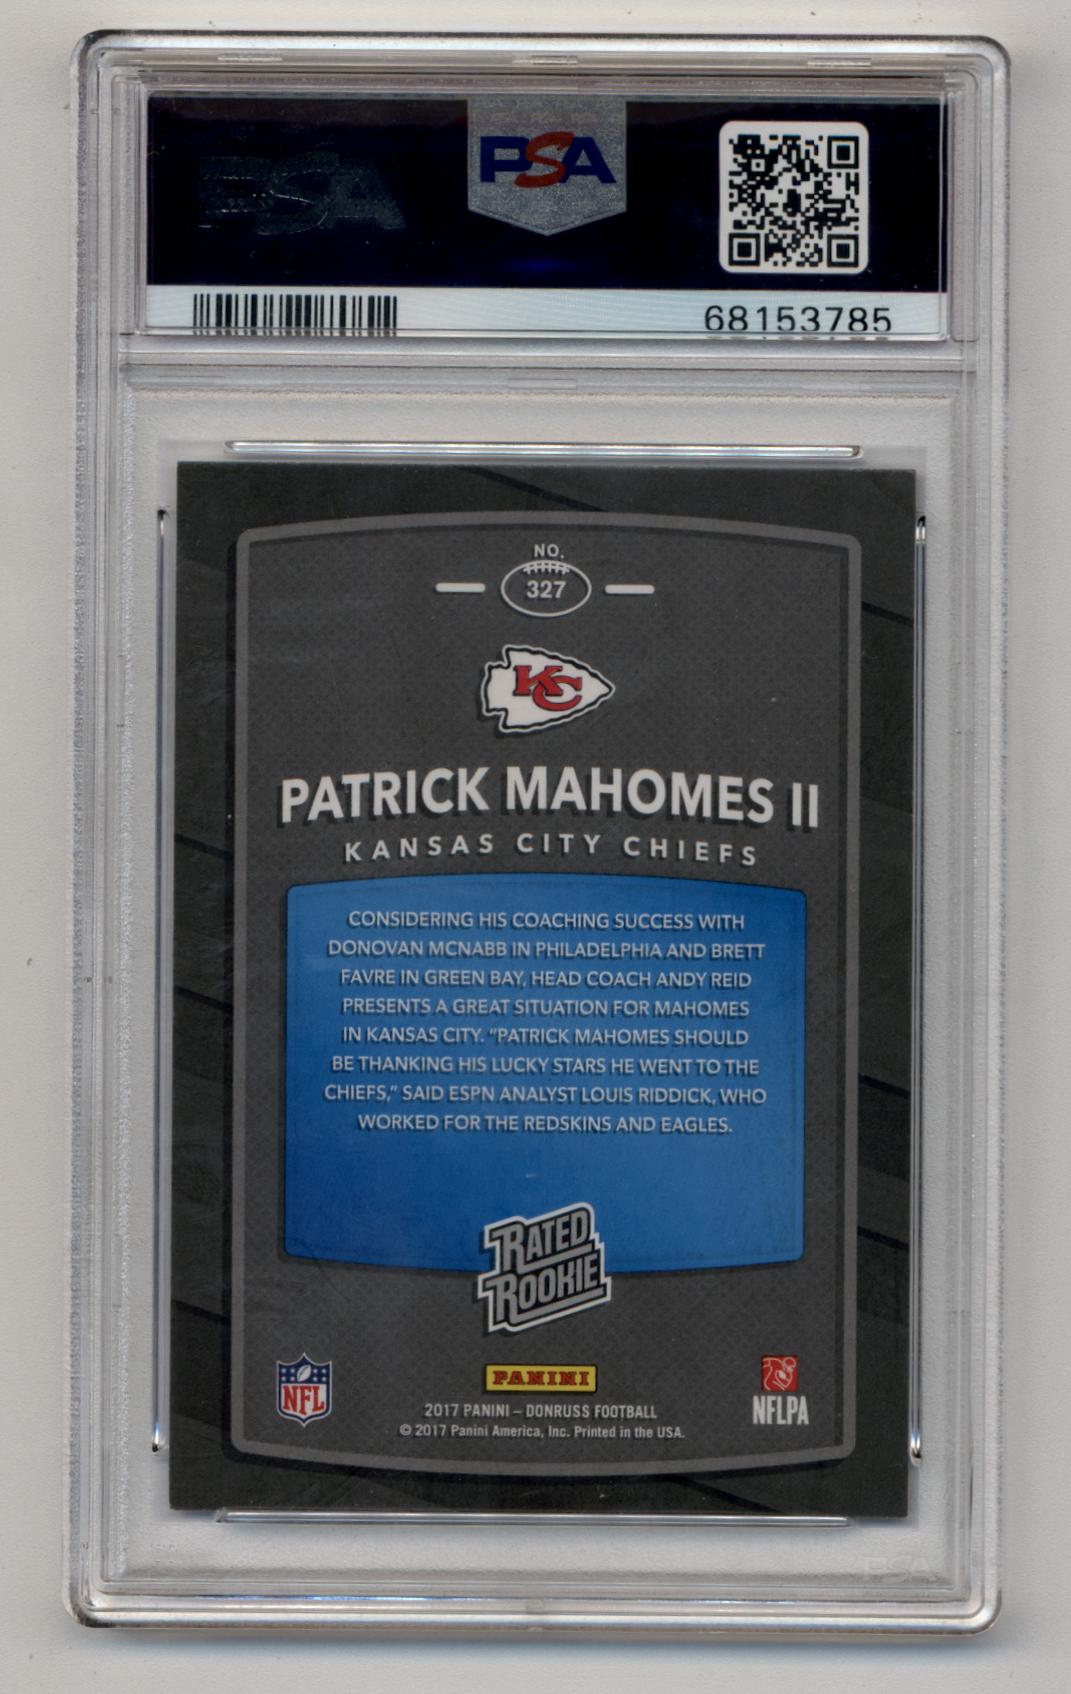 PSA
PSA
68153785
NO.
327
KC
PATRICK MAHOMES II
KANSAS CITY CHIEFS
CONSIDERING HIS COACHING SUCCESS WITH
DONOVAN MCNABB IN PHILADELPHIA AND BRETT
FAVRE IN GREEN BAY, HEAD COACH ANDY REID
PRESENTS A GREAT SITUATION FOR MAHOMES
IN KANSAS CITY. "PATRICK MAHOMES SHOULD
BE THANKING HIS LUCKY STARS HE WENT TO THE
CHIEFS," SAID ESPN ANALYST LOUIS RIDDICK, WHO
WORKED FOR THE REDSKINS AND EAGLES.
RATED
ROOKIE
NFL
PANINI
NFLPA
2017 PANINI – DONRUSS FOOTBALL
© 2017 Panini America, Inc. Printed in the USA.
PSA